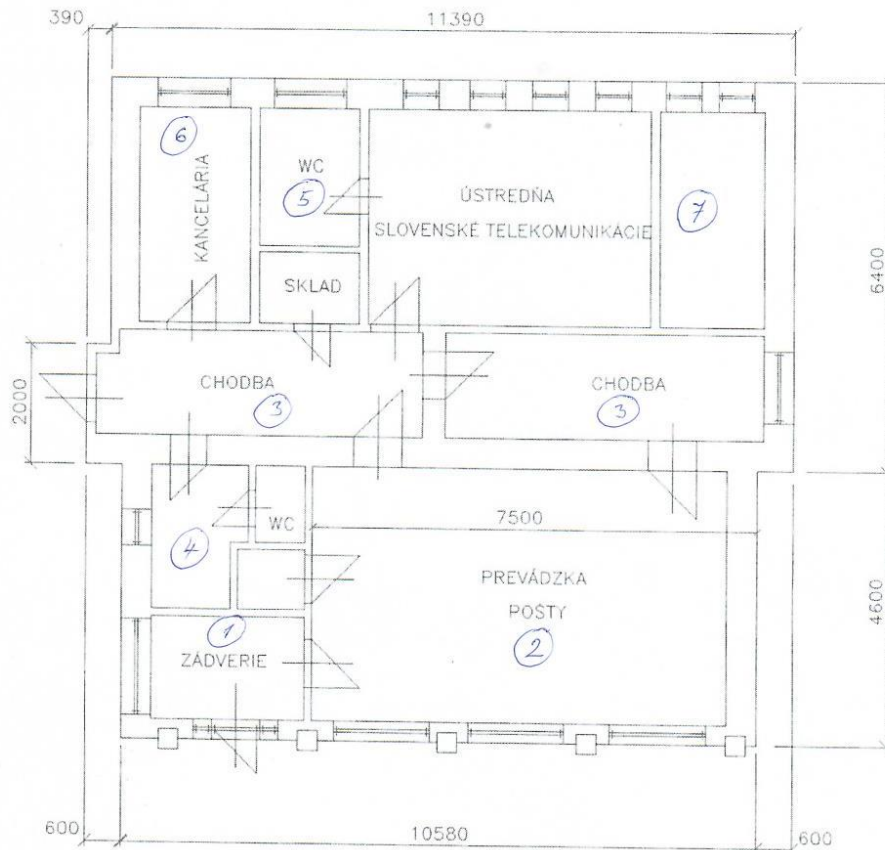 390
11390
6
KANCELÁRIA
WC
5
ÚSTREDŇA
SLOVENSKÉ TELEKOMUNIKÁCIE
7
6400
SKLAD
2000
CHODBA
3
CHODBA
3
4
WC
7500
PREVÁDZKA
POŠTY
2
4600
1
ZÁDVERIE
600
10580
600